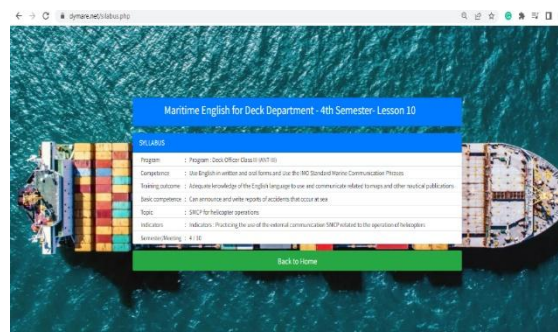 dymare.net/silabus.php
Maritime English for Deck Department - 4th Semester- Lesson 10
SYLLABUS
Program : Program : Deck Officer Class III (ANT III)
Competence : Use English in written and oral forms and Use the IMO Standard Marine Communication Phrases
Training outcome : Adequate knowledge of the English language to use and communicate related to maps and other nautical publications
Basic competence : Can announce and write reports of accidents that occur at sea
Topic : SMCP for helicopter operations
Indicators : Indicators : Practicing the use of the external communication SMCP related to the operation of helicopters
Semester/Meeting : 4 / 10
Back to Home